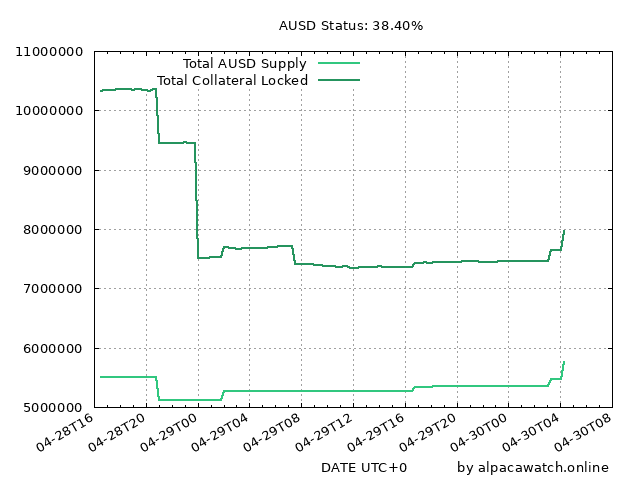 AUSD Status: 38.40%
11000000
Total AUSD Supply
Total Collateral Locked
10000000
9000000
8000000
7000000
6000000
5000000
04-28T16
04-28T20
04-29T00
04-29T04
04-29T08
04-29T12
04-29T16
04-29T20
04-30T00
04-30T04
04-30T08
DATE UTC+0
by alpacawatch.online